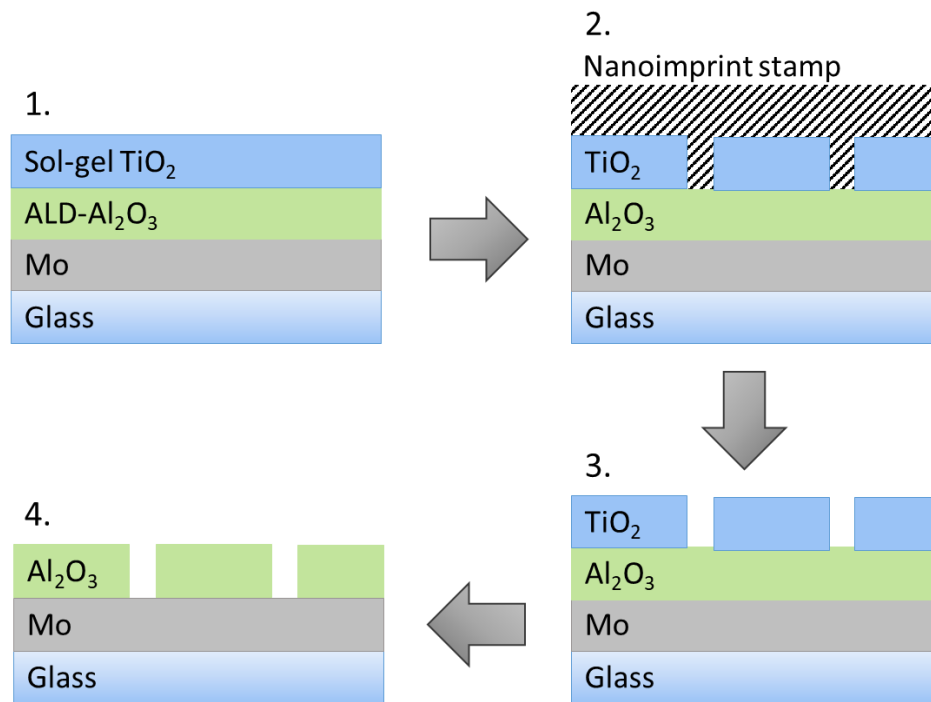 1.
Sol-gel TiO₂
ALD-Al₂O₃
Mo
Glass
2.
Nanoimprint stamp
TiO₂
Al₂O₃
Mo
Glass
3.
TiO₂
Al₂O₃
Mo
Glass
4.
Al₂O₃
Mo
Glass